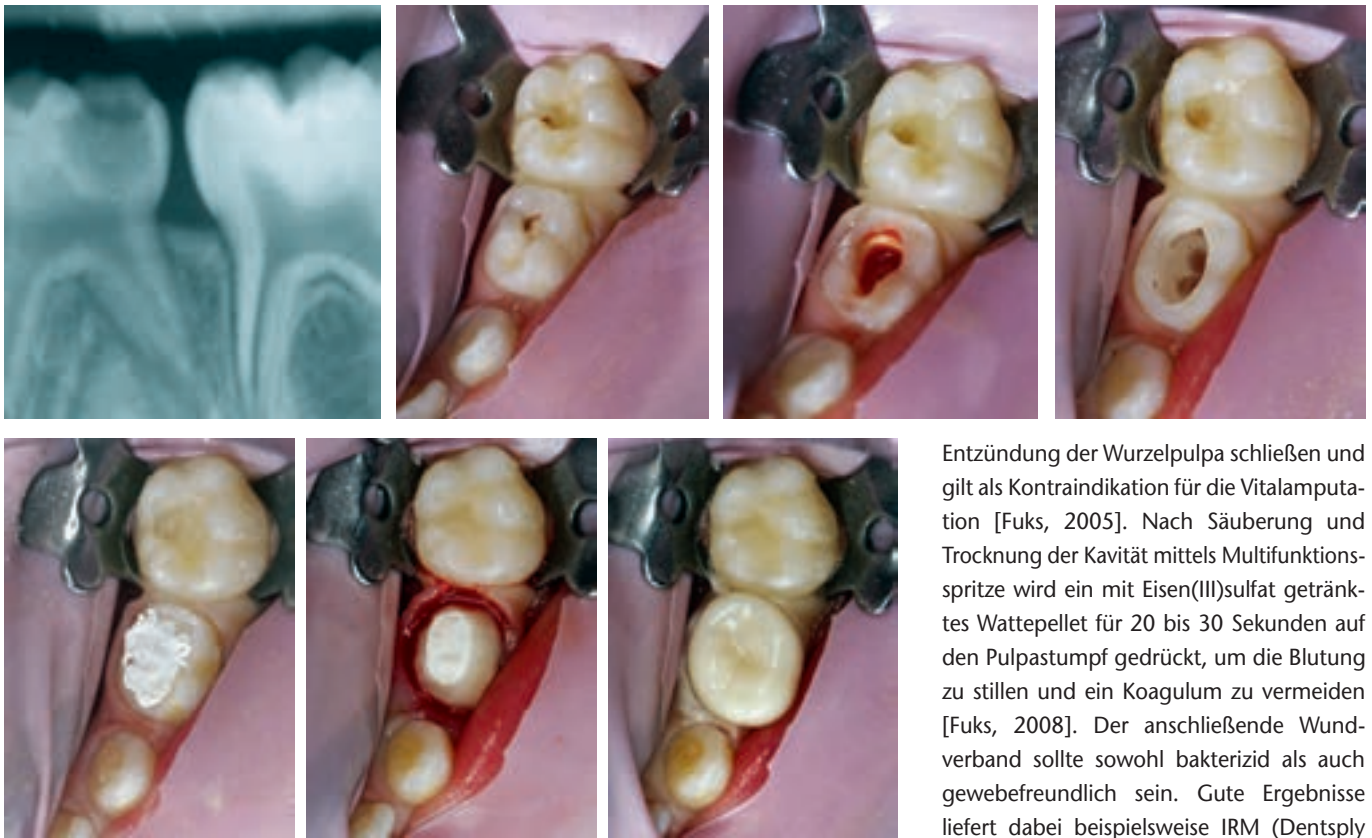 Entzündung der Wurzelpulpa schließen und
gilt als Kontraindikation für die Vitalamputa-
tion [Fuks, 2005]. Nach Säuberung und
Trocknung der Kavität mittels Multifunktions-
spritze wird ein mit Eisen(III)sulfat getränk-
tes Wattepellet für 20 bis 30 Sekunden auf
den Pulpastumpf gedrückt, um die Blutung
zu stillen und ein Koagulum zu vermeiden
[Fuks, 2008]. Der anschließende Wund-
verband sollte sowohl bakterizid als auch
gewebefreundlich sein. Gute Ergebnisse
liefert dabei beispielsweise IRM (Dentsply